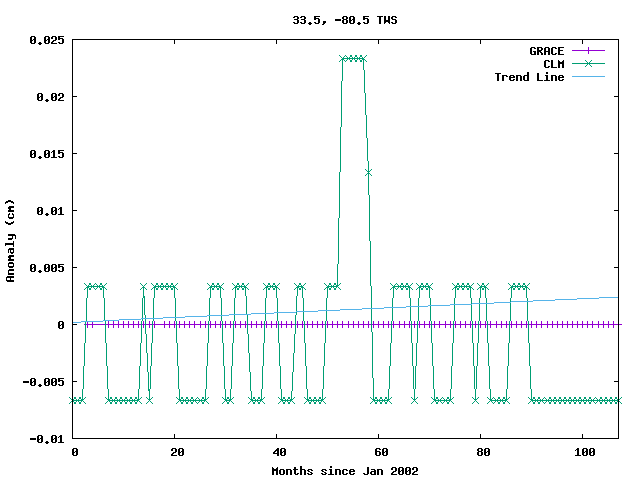 33.5, -80.5 TWS
0.025
0.02
0.015
0.01
0.005
0
-0.005
-0.01
Anomaly (cm)
GRACE
CLM
Trend Line
0 20 40 60 80 100
Months since Jan 2002